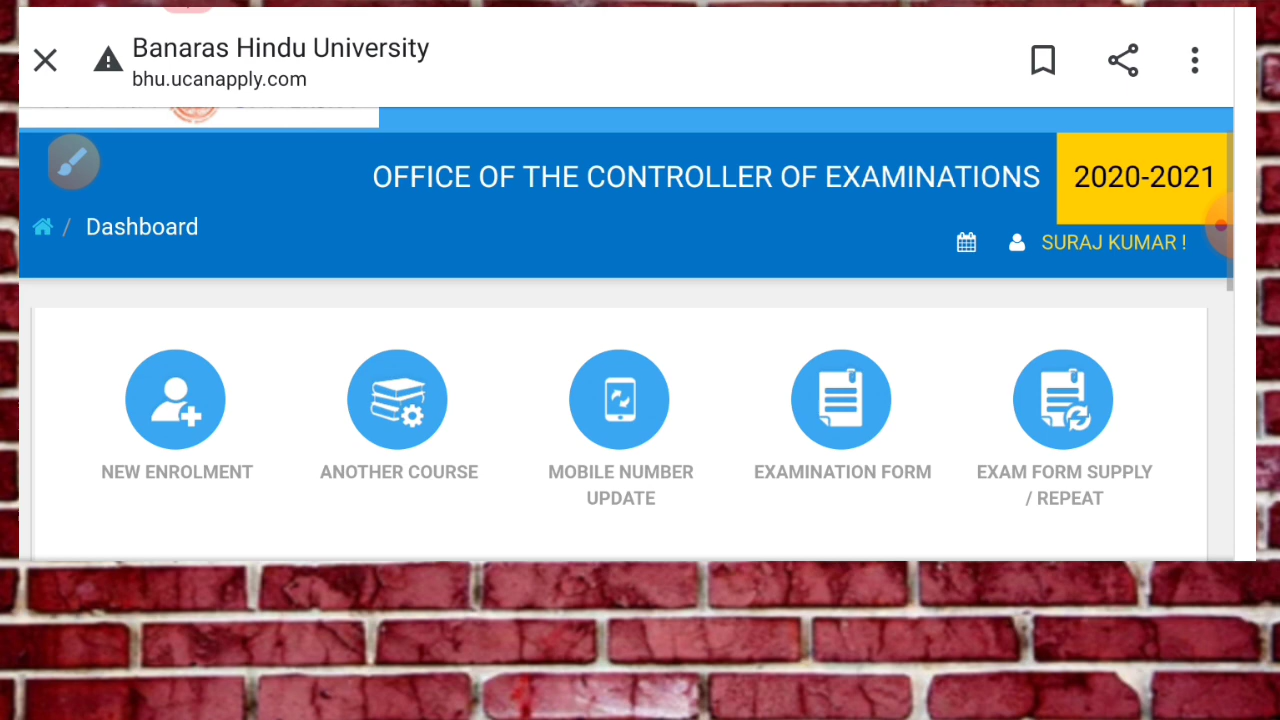 Banaras Hindu University
bhu.ucanapply.com
OFFICE OF THE CONTROLLER OF EXAMINATIONS
2020-2021
/ Dashboard
SURAJ KUMAR !
NEW ENROLMENT
ANOTHER COURSE
MOBILE NUMBER
UPDATE
EXAMINATION FORM
EXAM FORM SUPPLY
/ REPEAT